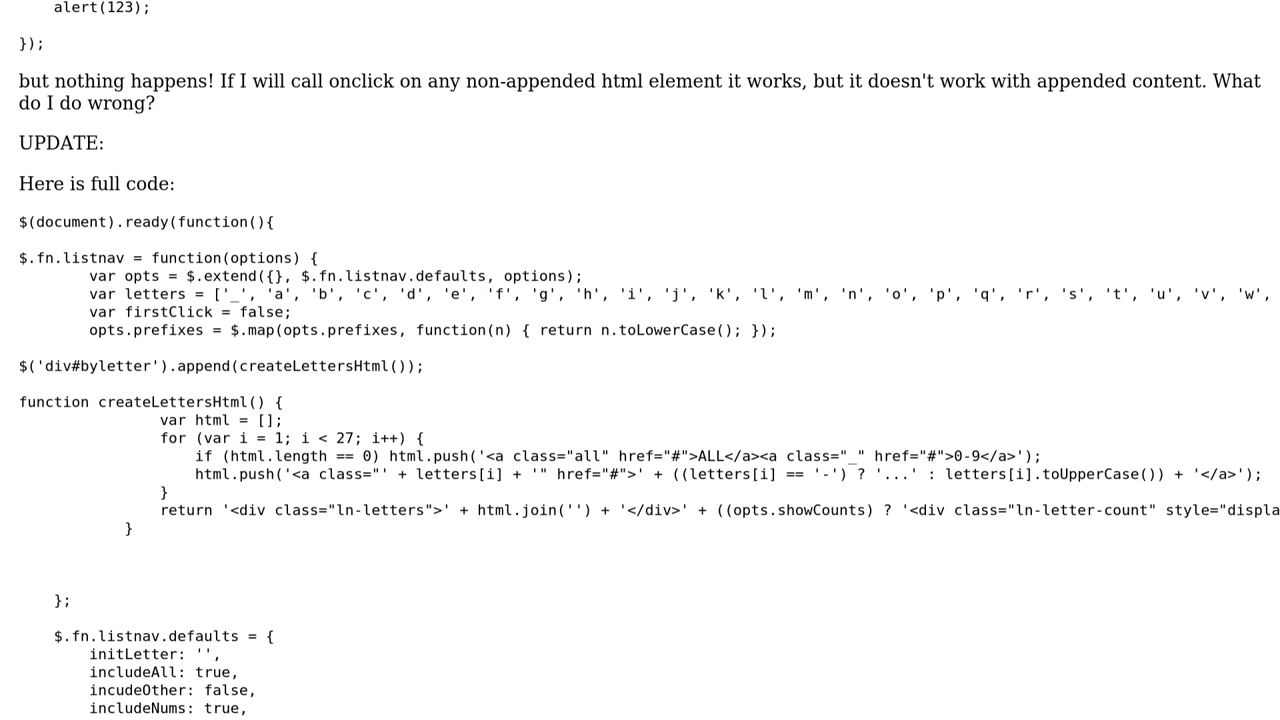 alert(123);
});
but nothing happens! If I will call onclick on any non-appended html element it works, but it doesn't work with appended content. What
do I do wrong?
UPDATE:
Here is full code:
$(document).ready(function(){
$.fn.listnav = function(options) {
var opts = $.extend({}, $.fn.listnav.defaults, options);
var letters = ['_', 'a', 'b', 'c', 'd', 'e', 'f', 'g', 'h', 'i', 'j', 'k', 'l', 'm', 'n', 'o', 'p', 'q', 'r', 's', 't', 'u', 'v', 'w',
var firstClick = false;
opts.prefixes = $.map(opts.prefixes, function(n) { return n.toLowerCase(); });
$('div#byletter').append(createLettersHtml());
function createLettersHtml() {
var html = [];
for (var i = 1; i < 27; i++) {
if (html.length == 0) html.push('<a class="all" href="#">ALL</a><a class="_" href="#">0-9</a>');
html.push('<a class="' + letters[i] + '" href="#">' + ((letters[i] == '-') ? '...' : letters[i].toUpperCase()) + '</a>');
}
return '<div class="ln-letters">' + html.join('') + '</div>' + ((opts.showCounts) ? '<div class="ln-letter-count" style="displa
}
};
$.fn.listnav.defaults = {
initLetter: '',
includeAll: true,
incudeOther: false,
includeNums: true,